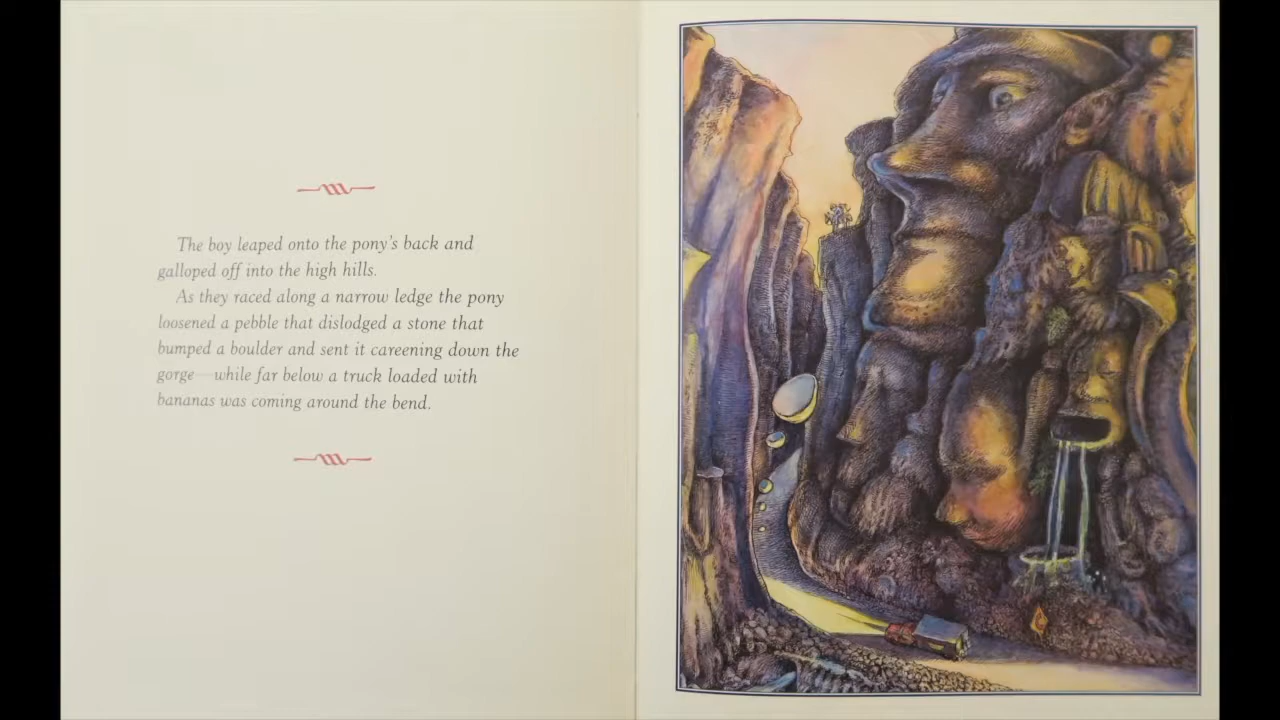 The boy leaped onto the pony's back and
galloped off into the high hills.
As they raced along a narrow ledge the pony
loosened a pebble that dislodged a stone that
bumped a boulder and sent it careening down the
gorge—while far below a truck loaded with
bananas was coming around the bend.